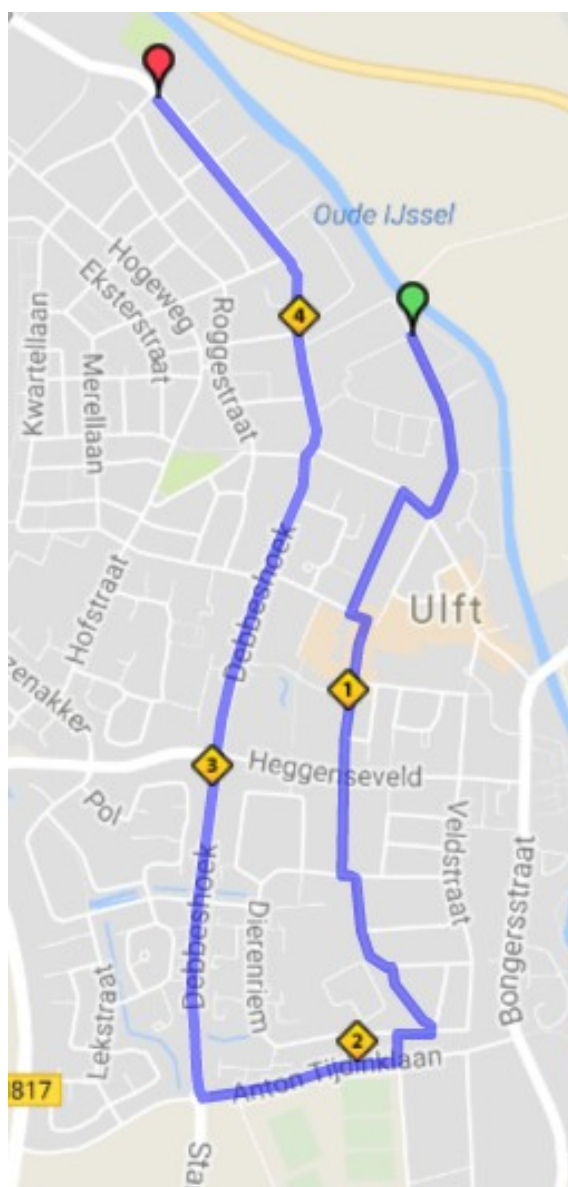 Oude IJssel
Hogeweg
Eksterstraat
Roggestraat
Kwartellaan
Merellaan
4
Debbeshoek
Hofstraat
Ulft
zenakker
1
3
Heggenseveld
Pol
Veldstraat
Bongersstraat
Debbeshoek
Dierenriem
Lekstraat
2
Anton Tijdinklaan
817
Sta